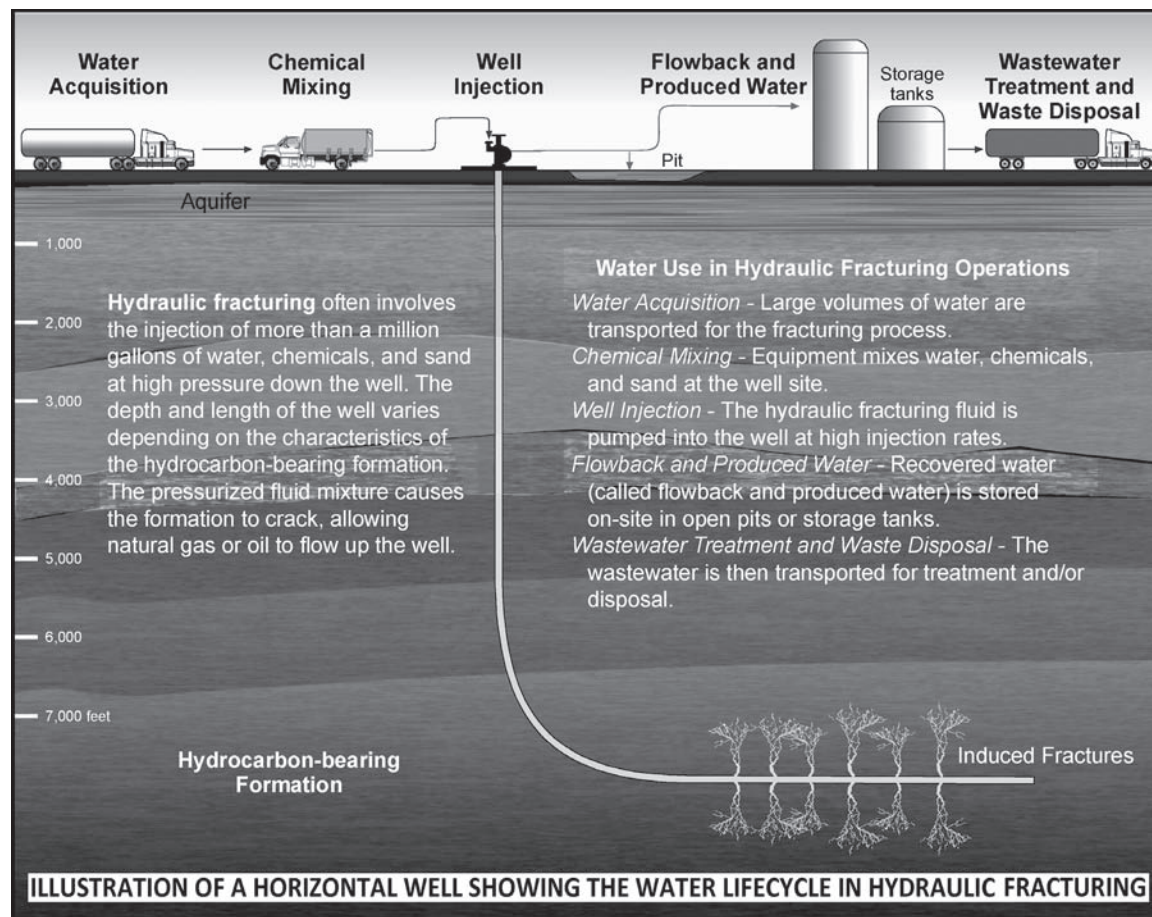 Water
Acquisition
Chemical
Mixing
Well
Injection
Flowback and
Produced Water
Storage
tanks
Wastewater
Treatment and
Waste Disposal
Pit
Aquifer
1,000
2,000
3,000
4,000
5,000
6,000
7,000 feet
Hydraulic fracturing often involves
the injection of more than a million
gallons of water, chemicals, and sand
at high pressure down the well. The
depth and length of the well varies
depending on the characteristics of
the hydrocarbon-bearing formation.
The pressurized fluid mixture causes
the formation to crack, allowing
natural gas or oil to flow up the well.
Water Use in Hydraulic Fracturing Operations
Water Acquisition - Large volumes of water are
transported for the fracturing process.
Chemical Mixing - Equipment mixes water, chemicals,
and sand at the well site.
Well Injection - The hydraulic fracturing fluid is
pumped into the well at high injection rates.
Flowback and Produced Water - Recovered water
(called flowback and produced water) is stored
on-site in open pits or storage tanks.
Wastewater Treatment and Waste Disposal - The
wastewater is then transported for treatment and/or
disposal.
Hydrocarbon-bearing
Formation
Induced Fractures
ILLUSTRATION OF A HORIZONTAL WELL SHOWING THE WATER LIFECYCLE IN HYDRAULIC FRACTURING